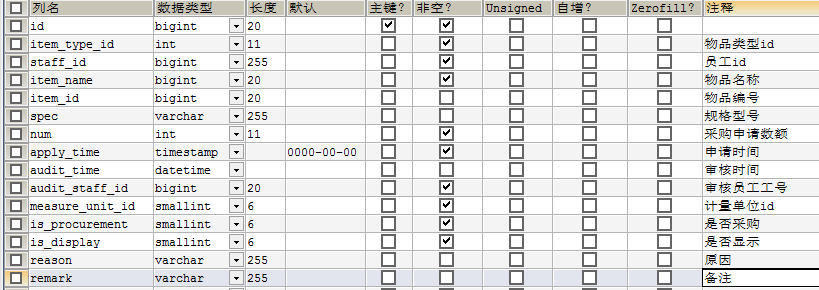 列名 数据类型 长度 默认 主键? 非空? Unsigned 自增? Zerofill? 注释
id bigint 20
item_type_id int 11 物品类型id
staff_id bigint 255 员工id
item_name bigint 20 物品名称
item_id bigint 20 物品编号
spec varchar 255 规格型号
num int 11 采购申请数额
apply_time timestamp 0000-00-00 申请时间
audit_time datetime 审核时间
audit_staff_id bigint 20 审核员工工号
measure_unit_id smallint 6 计量单位id
is_procurement smallint 6 是否采购
is_display smallint 6 是否显示
reason varchar 255 原因
remark varchar 255 备注